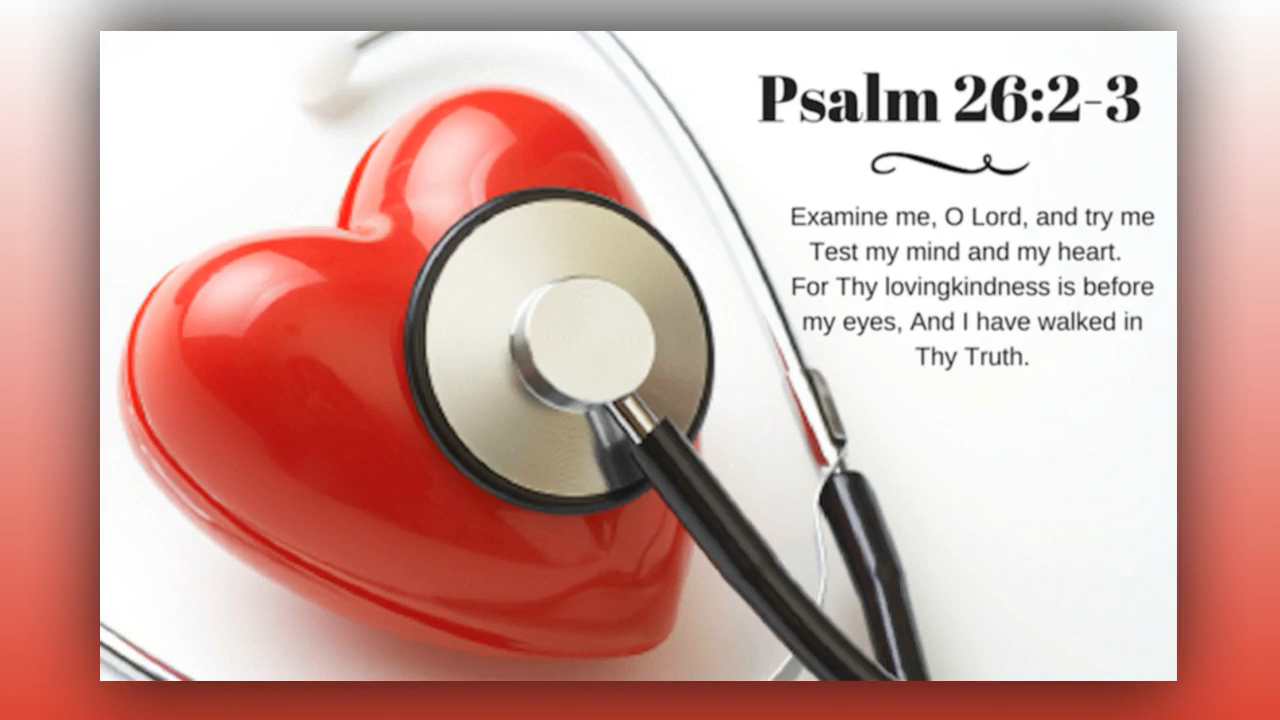 Psalm 26:2-3
Examine me, O Lord, and try me
Test my mind and my heart.
For Thy lovingkindness is before
my eyes, And I have walked in
Thy Truth.